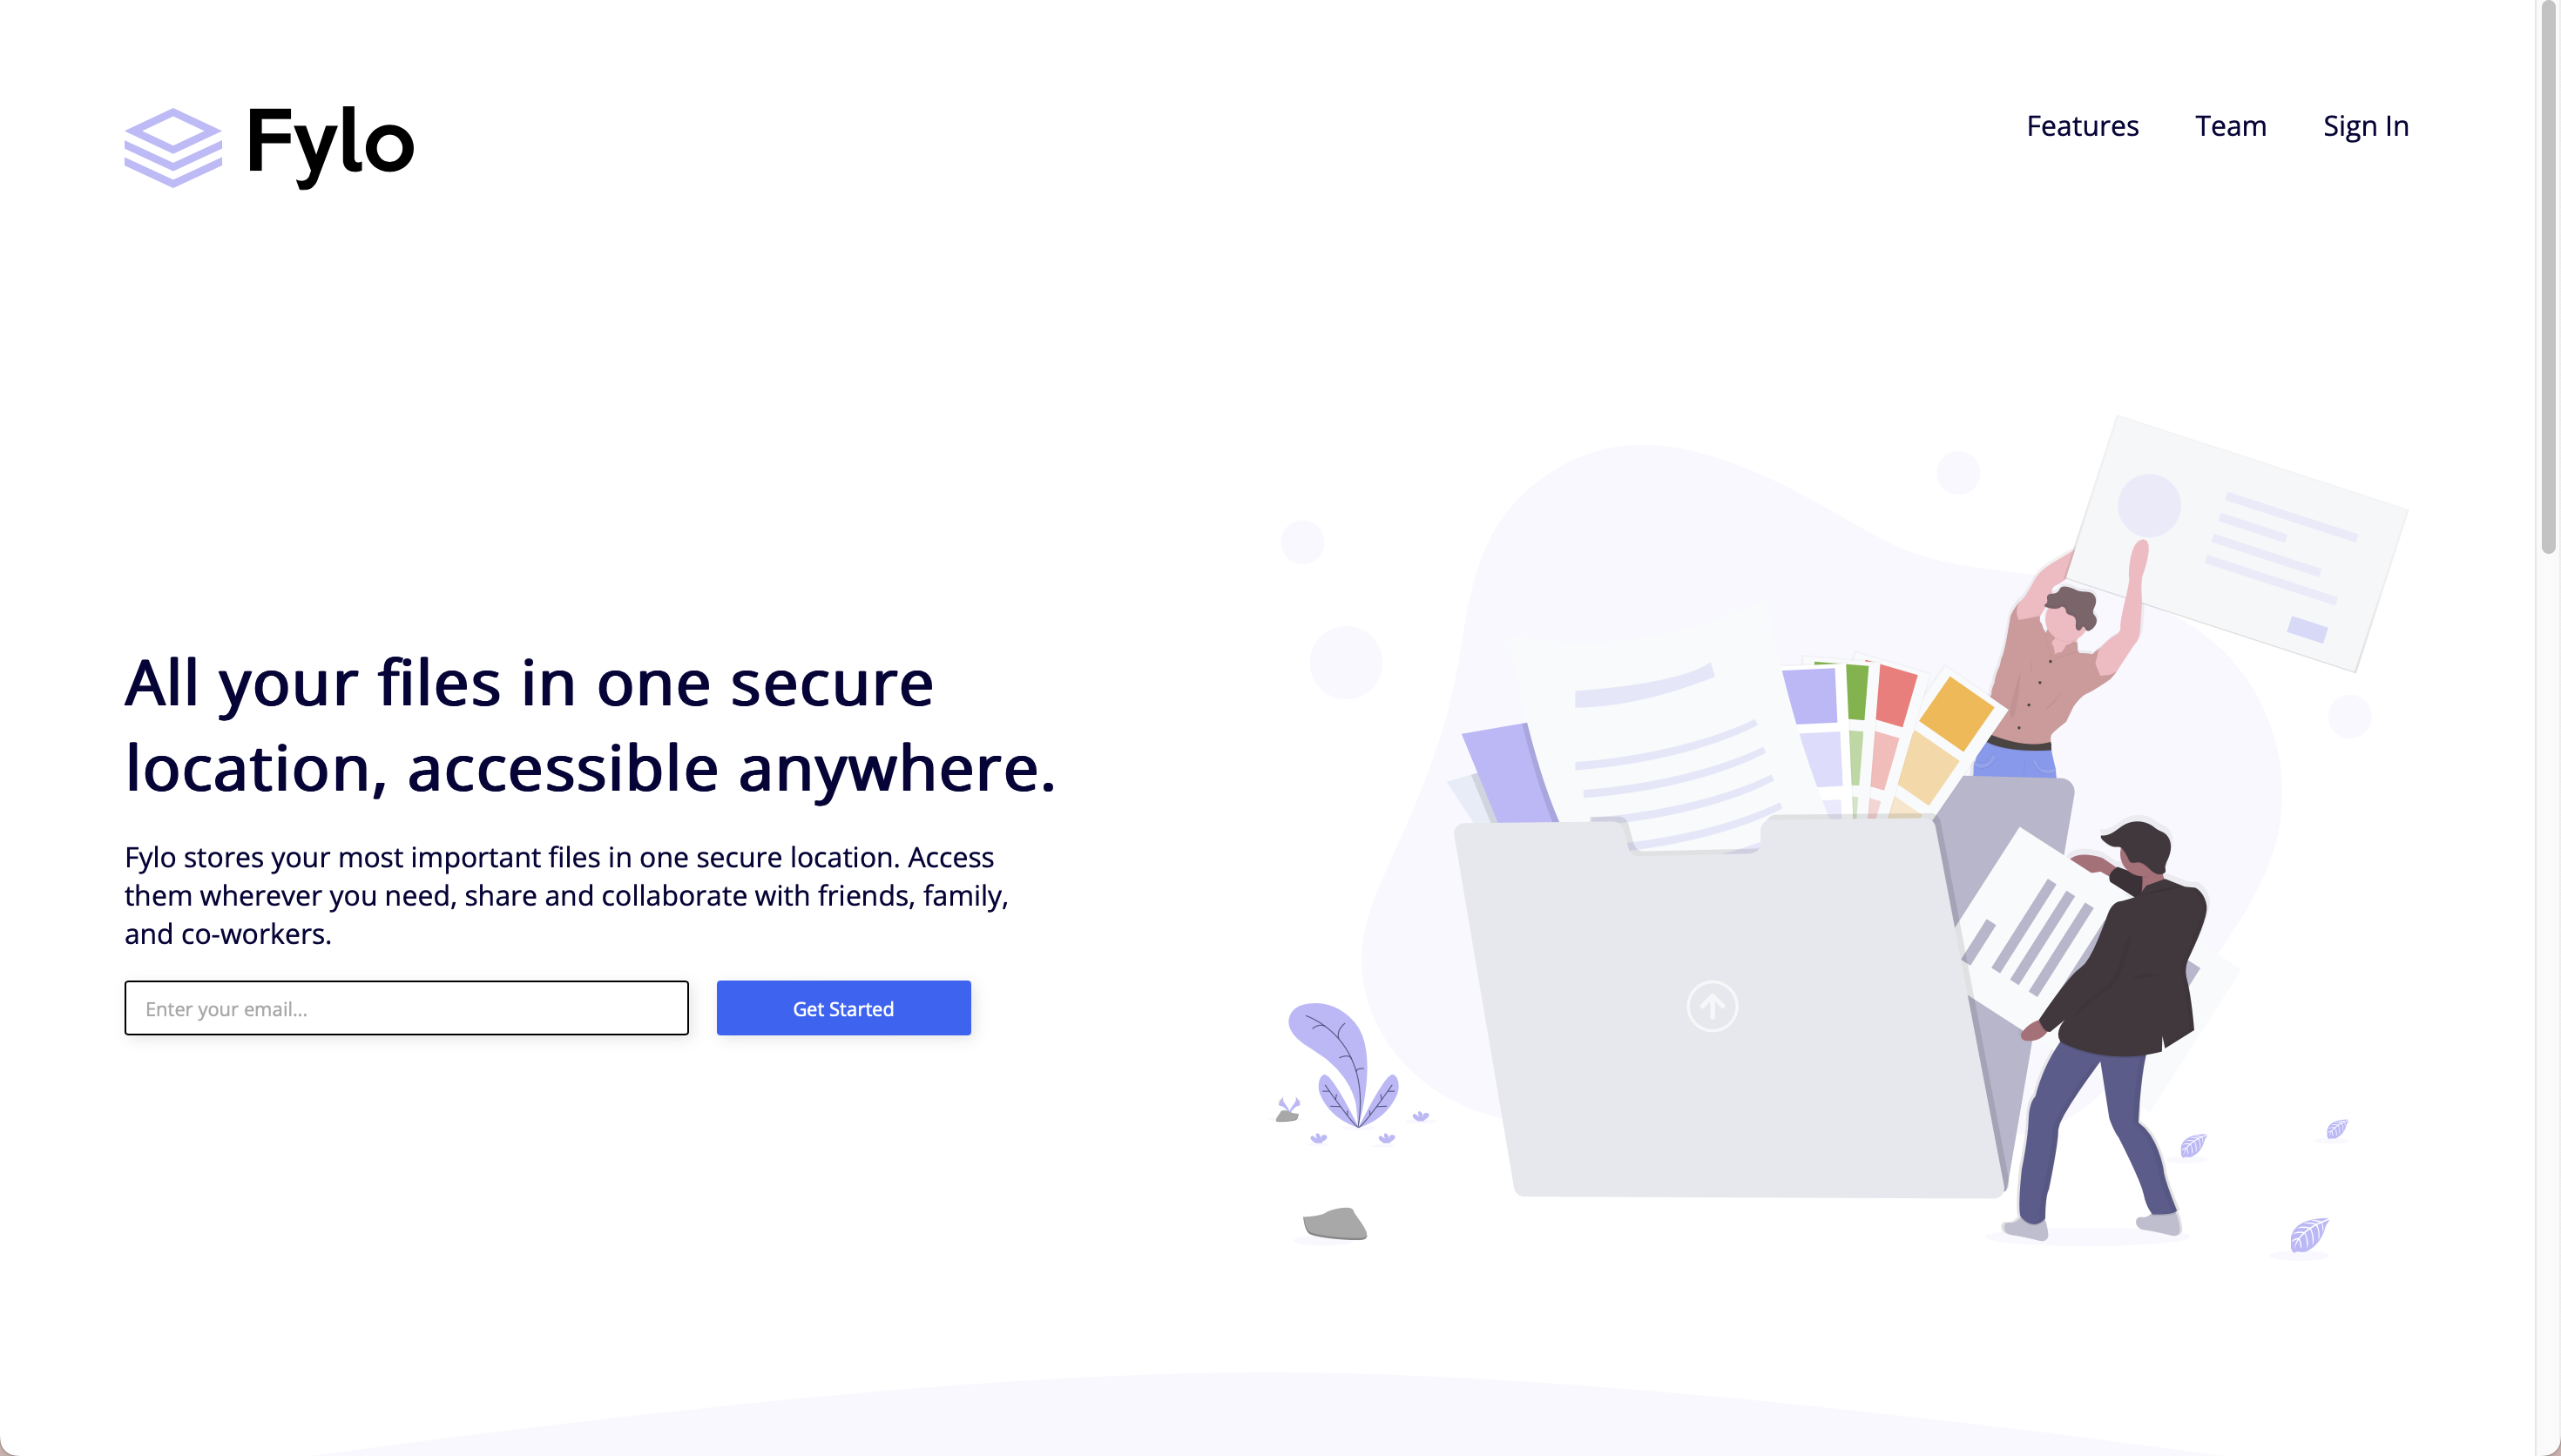 Fylo
Features
Team
Sign In
All your files in one secure
location, accessible anywhere.
Fylo stores your most important files in one secure location. Access
them wherever you need, share and collaborate with friends, family,
and co-workers.
Enter your email...
Get Started